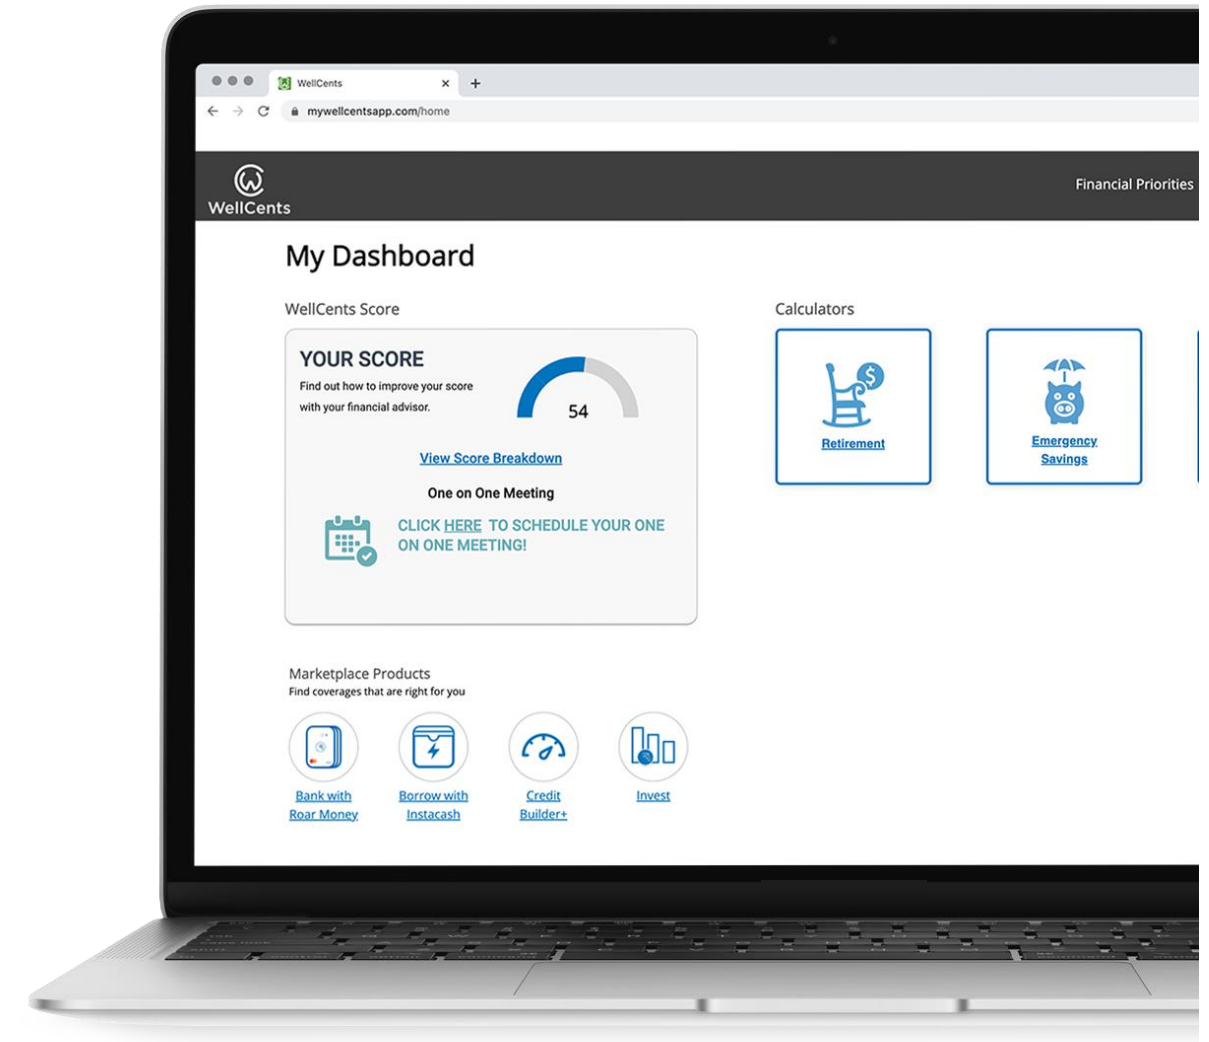 WellCents
mywellcentsapp.com/home
WellCents
Financial Priorities
My Dashboard
WellCents Score
YOUR SCORE
Find out how to improve your score
with your financial advisor.
54
View Score Breakdown
One on One Meeting
CLICK HERE TO SCHEDULE YOUR ONE
ON ONE MEETING!
Calculators
Retirement
Emergency
Savings
Marketplace Products
Find coverages that are right for you
Bank with
Roar Money
Borrow with
Instacash
Credit
Builder+
Invest